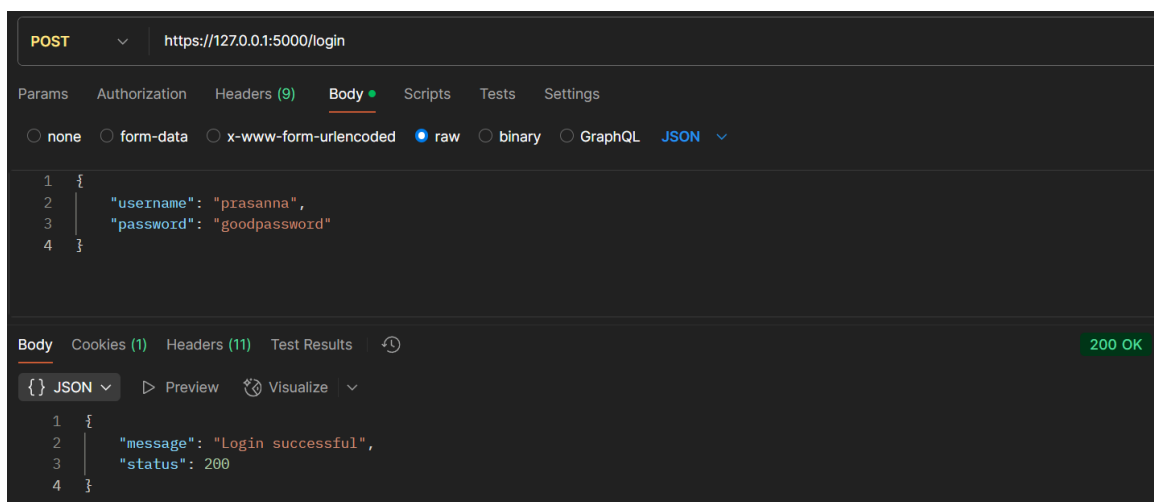 POST https://127.0.0.1:5000/login
Params Authorization Headers (9) Body Scripts Tests Settings
none form-data x-www-form-urlencoded raw binary GraphQL JSON
1 {
2 "username": "prasanna",
3 "password": "goodpassword"
4 }
Body Cookies (1) Headers (11) Test Results 200 OK
{} JSON Preview Visualize
1 {
2 "message": "Login successful",
3 "status": 200
4 }